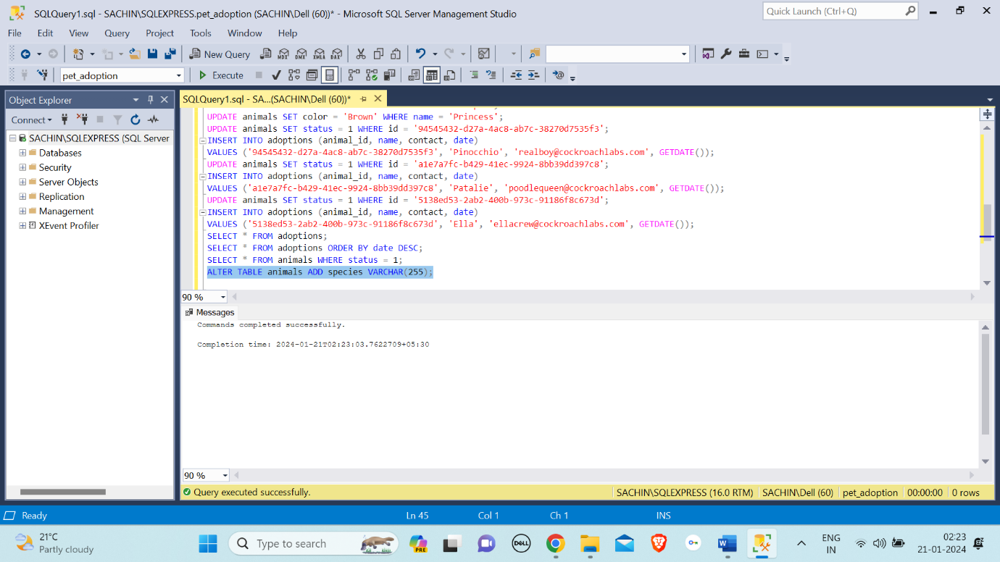 SQLQuery1.sql - SACHIN\SQLEXPRESS.pet_adoption (SACHIN\Dell (60))* - Microsoft SQL Server Management Studio
Quick Launch (Ctrl+Q)
File Edit View Query Project Tools Window Help
New Query MDX DMX XMLA DAX
pet_adoption Execute
Object Explorer
SQLQuery1.sql - SA...(SACHIN\Dell (60))*
Connect
SACHIN\SQLEXPRESS (SQL Server
Databases
Security
Server Objects
Replication
Management
XEvent Profiler
UPDATE animals SET color = 'Brown' WHERE name = 'Princess';
UPDATE animals SET status = 1 WHERE id = '94545432-d27a-4ac8-ab7c-38270d7535f3';
INSERT INTO adoptions (animal_id, name, contact, date)
VALUES ('94545432-d27a-4ac8-ab7c-38270d7535f3', 'Pinocchio', 'realboy@cockroachlabs.com', GETDATE());
UPDATE animals SET status = 1 WHERE id = 'a1e7a7fc-b429-41ec-9924-8bb39dd397c8';
INSERT INTO adoptions (animal_id, name, contact, date)
VALUES ('a1e7a7fc-b429-41ec-9924-8bb39dd397c8', 'Patalie', 'poodlequeen@cockroachlabs.com', GETDATE());
UPDATE animals SET status = 1 WHERE id = '5138ed53-2ab2-400b-973c-91186f8c673d';
INSERT INTO adoptions (animal_id, name, contact, date)
VALUES ('5138ed53-2ab2-400b-973c-91186f8c673d', 'Ella', 'ellacrew@cockroachlabs.com', GETDATE());
SELECT * FROM adoptions;
SELECT * FROM adoptions ORDER BY date DESC;
SELECT * FROM animals WHERE status = 1;
ALTER TABLE animals ADD species VARCHAR(255);
90 %
Messages
Commands completed successfully.
Completion time: 2024-01-21T02:23:03.7622709+05:30
90 %
Query executed successfully. SACHIN\SQLEXPRESS (16.0 RTM) SACHIN\Dell (60) pet_adoption 00:00:00 0 rows
Ready Ln 45 Col 1 Ch 1 INS
21°C
Partly cloudy
Type to search
PRE
DELL
ENG
IN
02:23
21-01-2024